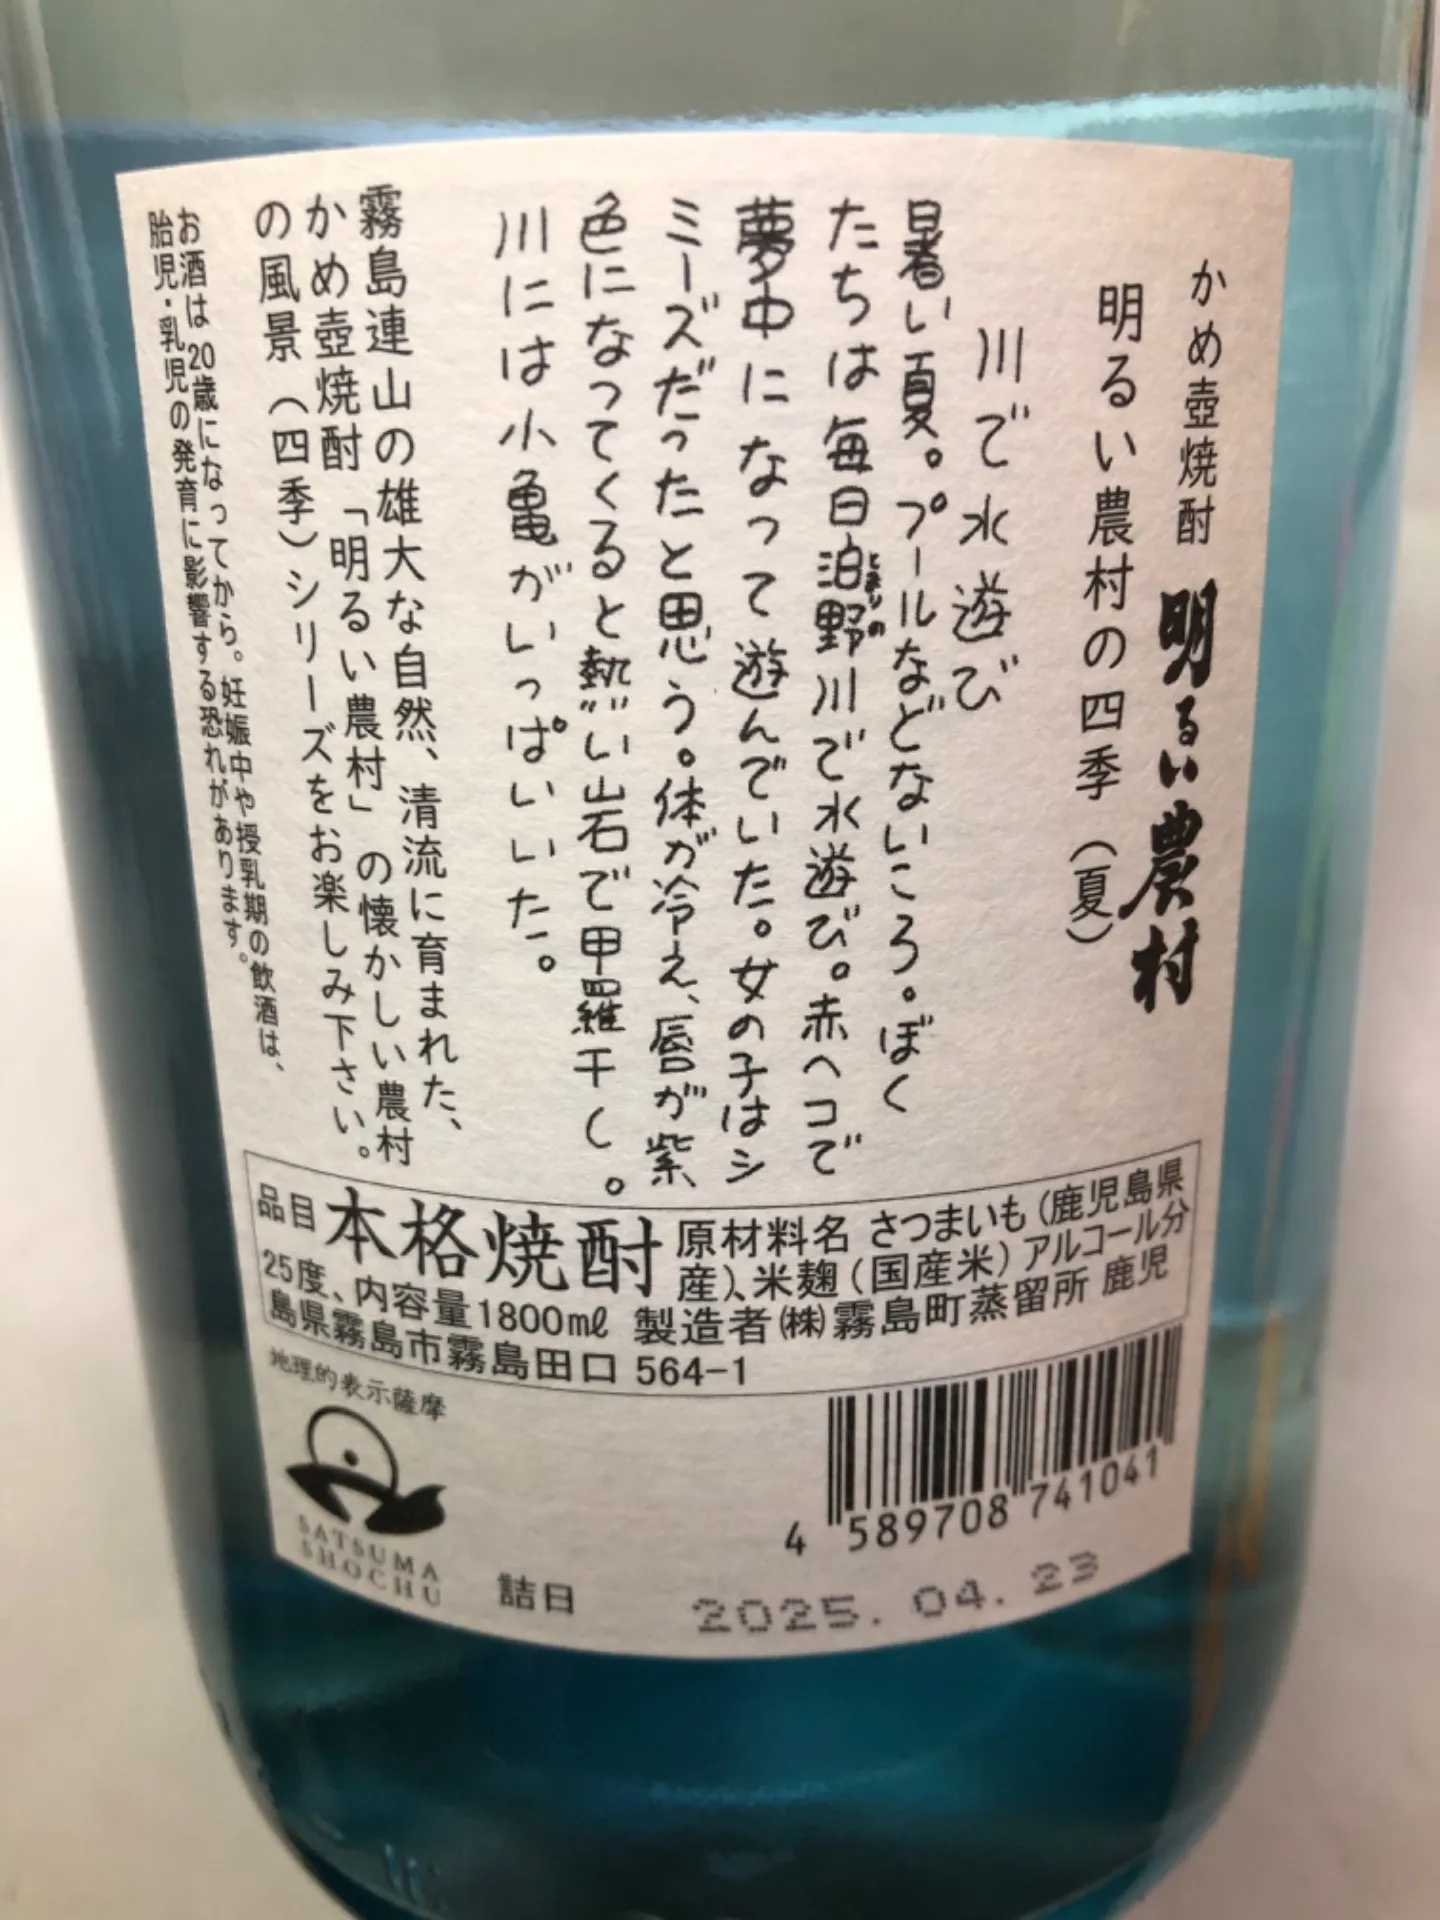 かめ壺焼酎 明るい農村
明るい農村の四季（夏）
川で水遊び
暑い夏。プールなどないころ。ぼく
たちは毎日、泊野川で水遊び。赤ヘコで
とまりの
夢中になって遊んでいた。女の子はシ
ミーズだったと思う。体が冷え、唇が紫
色になってくると熱い岩で甲羅干し。
川には小亀がいっぱいいた。
霧島連山の雄大な自然、清流に育まれた、
かめ壺焼酎「明るい農村」の懐かしい農村
の風景（四季）シリーズをお楽しみ下さい。
お酒は20歳になってから。妊娠中や授乳期の飲酒は、
胎児・乳児の発育に影響する恐れがあります。
品目 本格焼酎 原材料名 さつまいも（鹿児島県
産）、米麹（国産米）アルコール分
25度、内容量1800mℓ 製造者㈱霧島町蒸留所 鹿児
島県霧島市霧島田口 564-1
地理的表示薩摩
SATSUMA
SHOCHU
4 589708 741041
詰日 2025.04.23